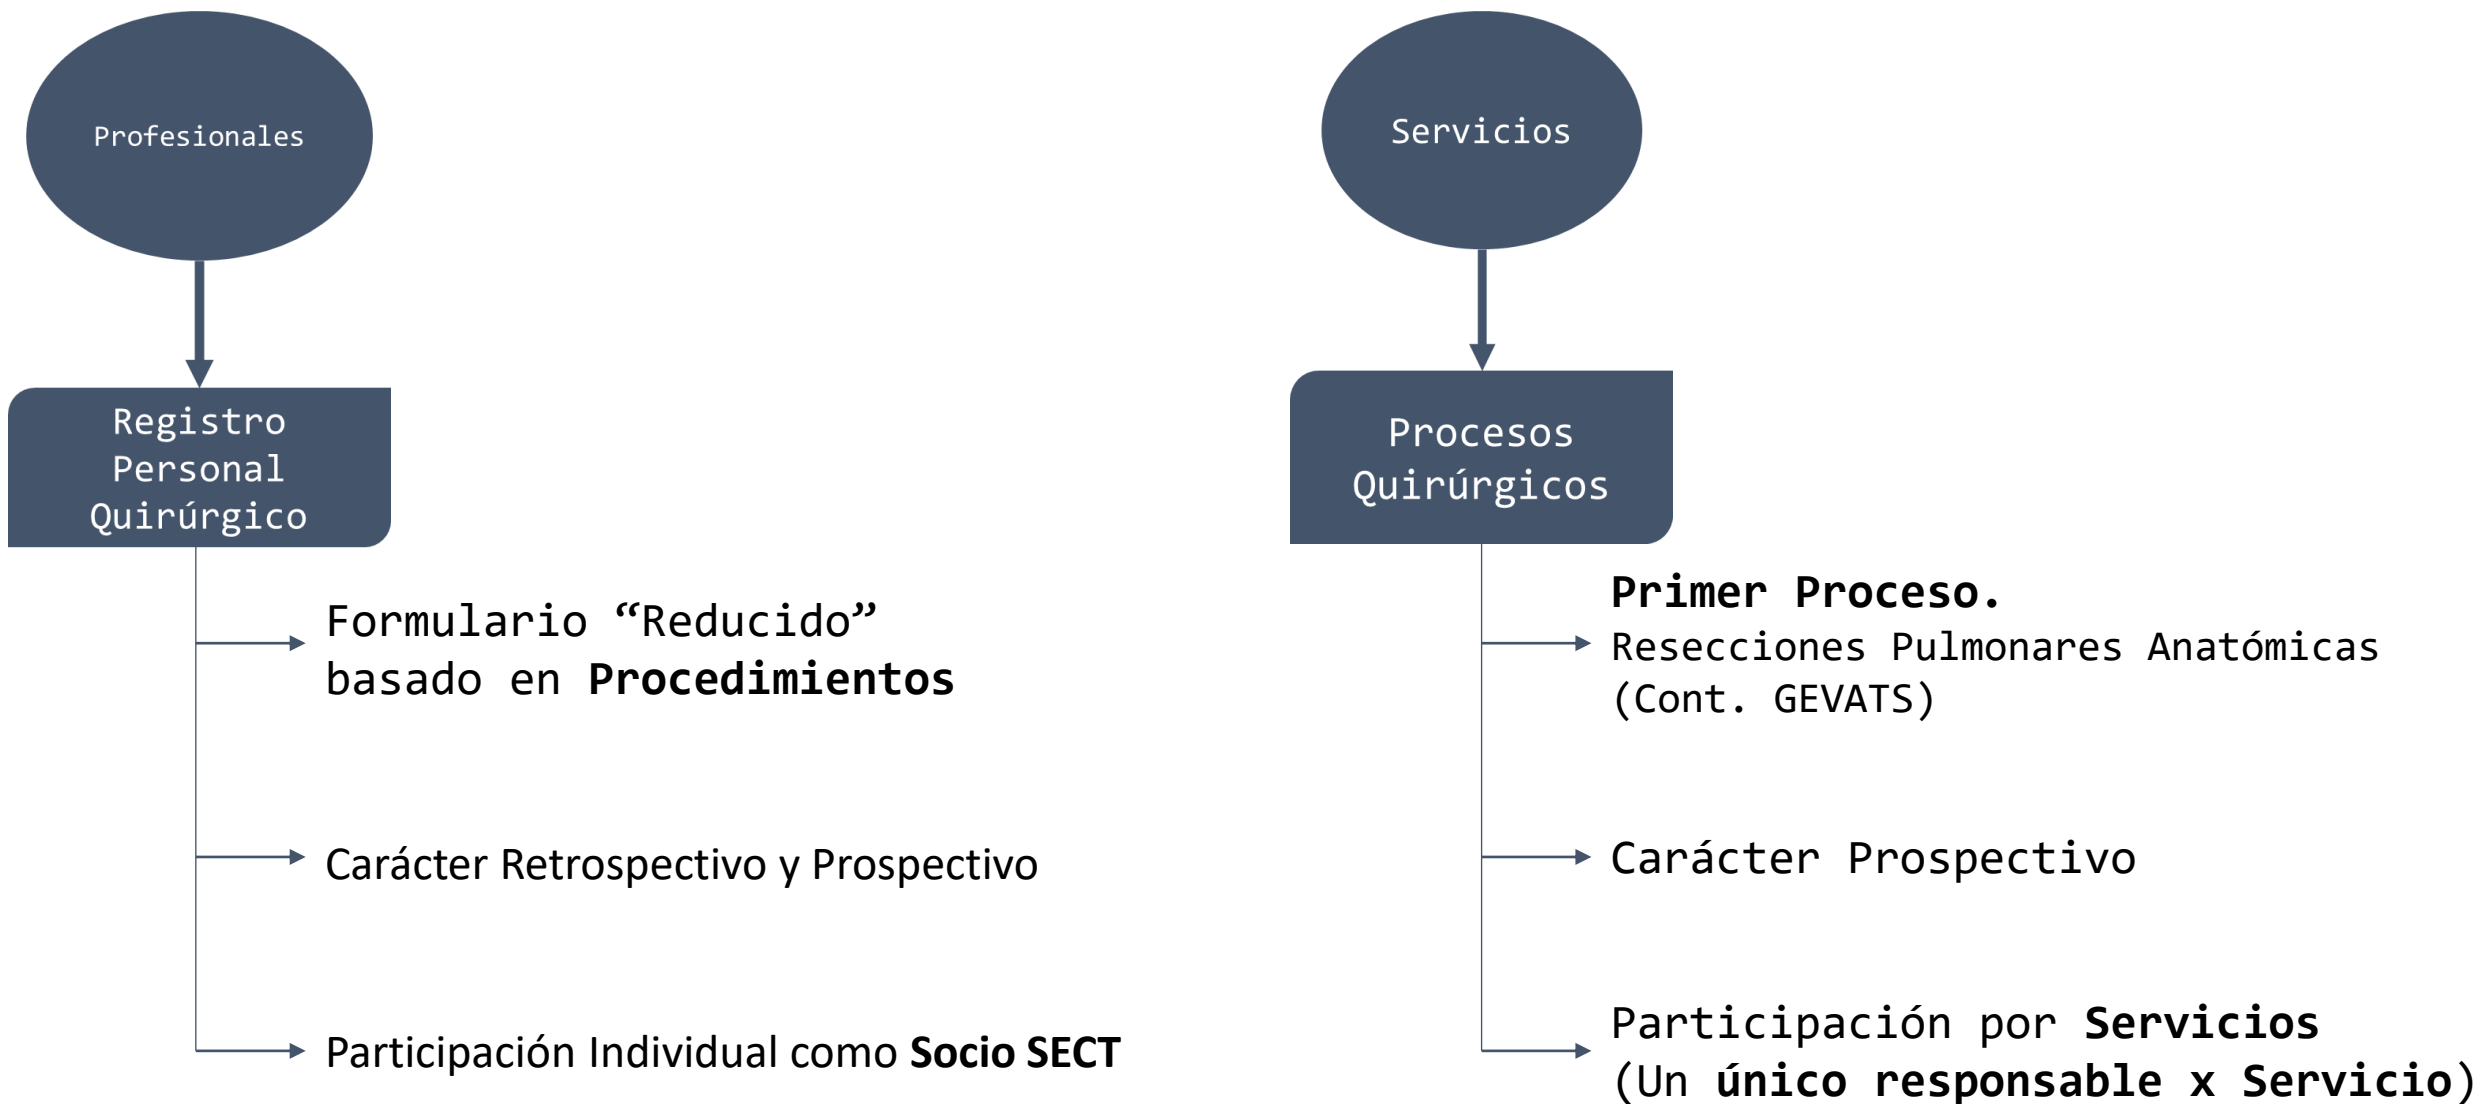 Profesionales
Registro
Personal
Quirúrgico
Formulario “Reducido”
basado en Procedimientos
Carácter Retrospectivo y Prospectivo
Participación Individual como Socio SECT
Servicios
Procesos
Quirúrgicos
Primer Proceso.
Resecciones Pulmonares Anatómicas
(Cont. GEVATS)
Carácter Prospectivo
Participación por Servicios
(Un único responsable x Servicio)